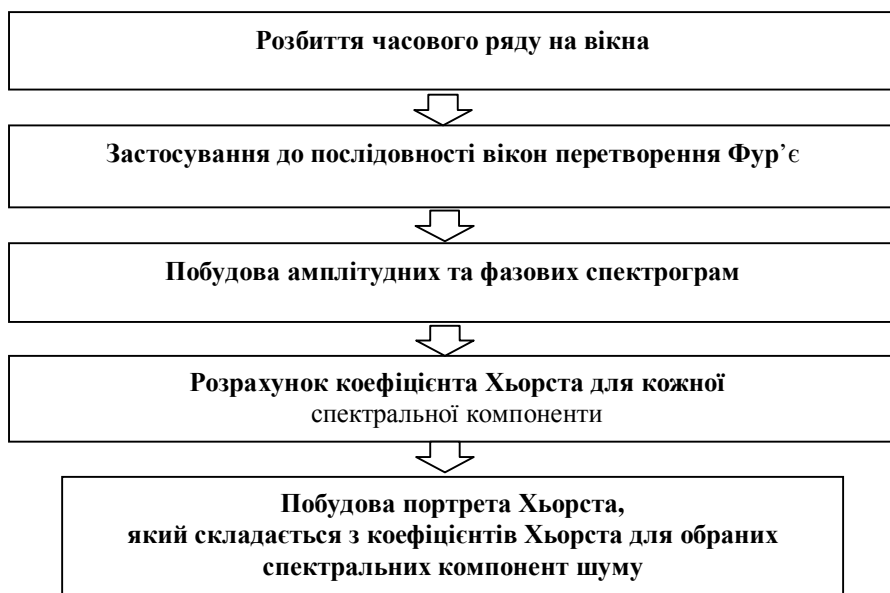 Розбиття часового ряду на вікна
Застосування до послідовності вікон перетворення Фур’є
Побудова амплітудних та фазових спектрограм
Розрахунок коефіцієнта Хьорста для кожної
спектральної компоненти
Побудова портрета Хьорста,
який складається з коефіцієнтів Хьорста для обраних
спектральних компонент шуму